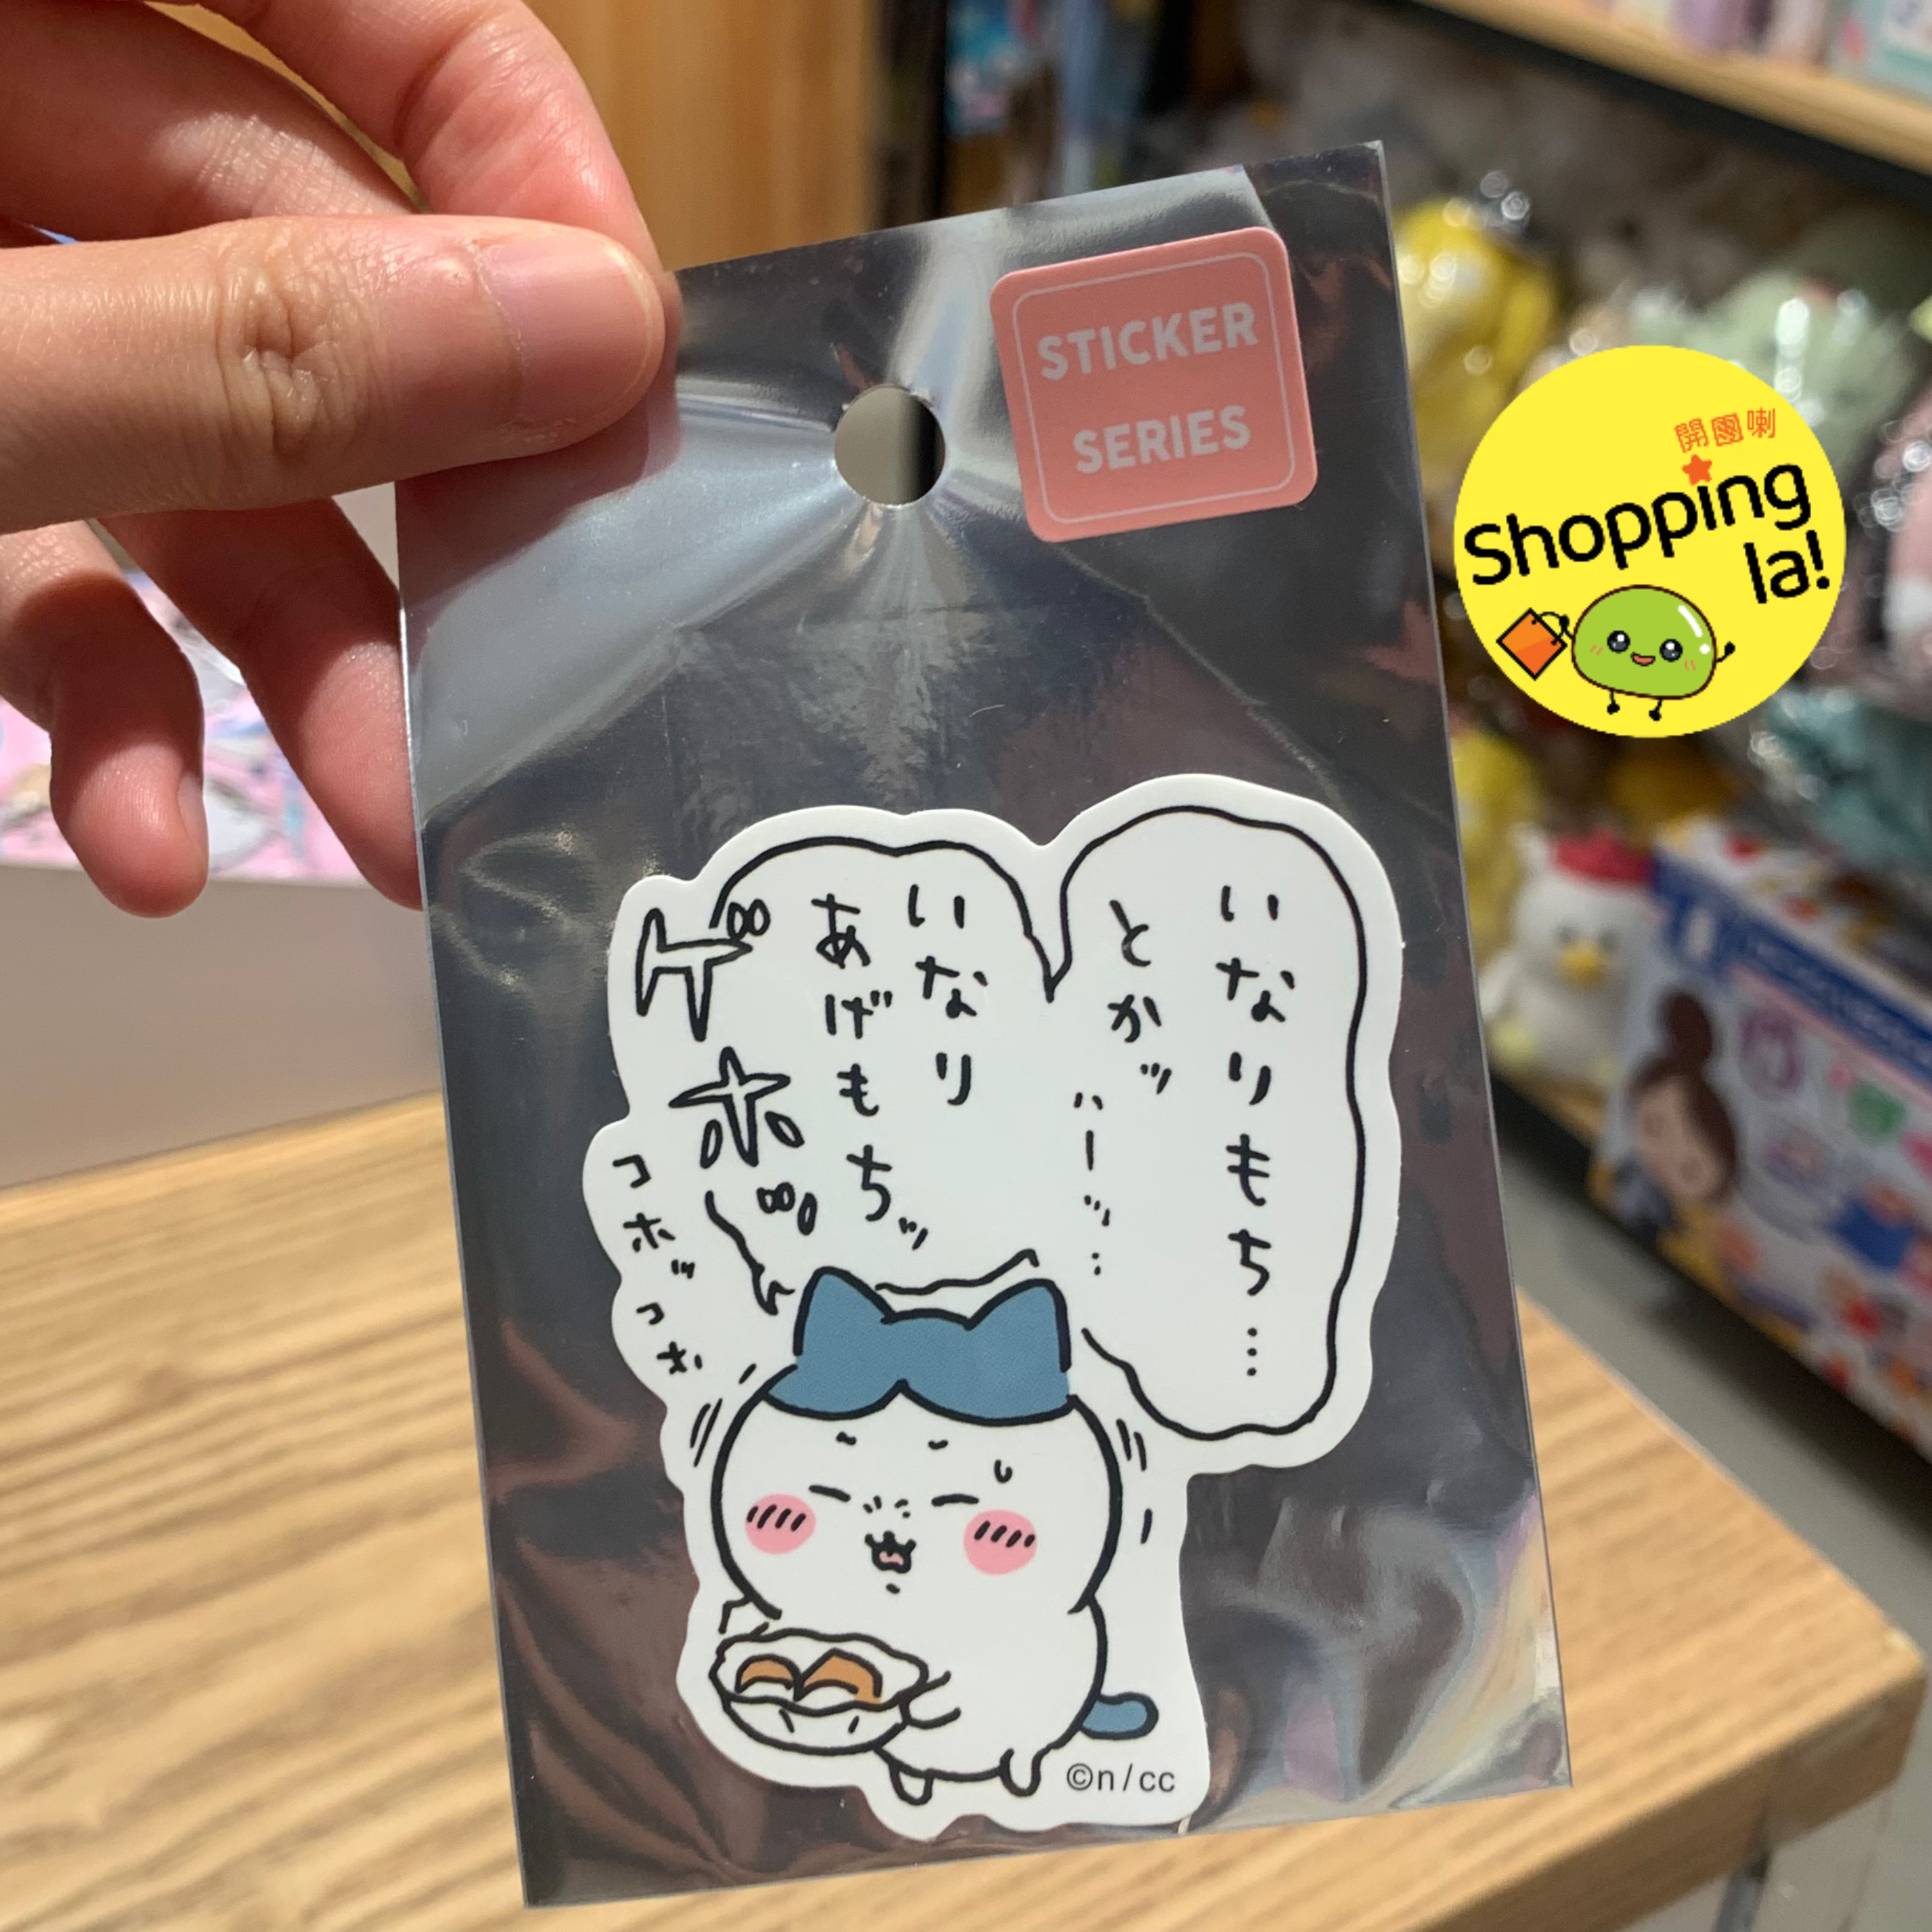 STICKER
SERIES
開團喇
Shopping
la!
いなりもち…
とかッ
ハーッ…
いなり
あげもちッ
ゲホッ
コホッ
コホ
©n/cc